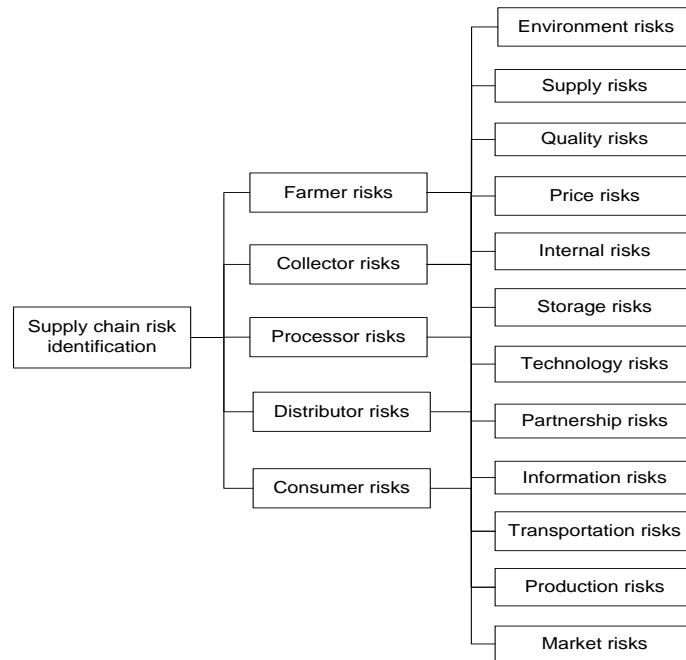 Supply chain risk
identification
Farmer risks
Collector risks
Processor risks
Distributor risks
Consumer risks
Environment risks
Supply risks
Quality risks
Price risks
Internal risks
Storage risks
Technology risks
Partnership risks
Information risks
Transportation risks
Production risks
Market risks